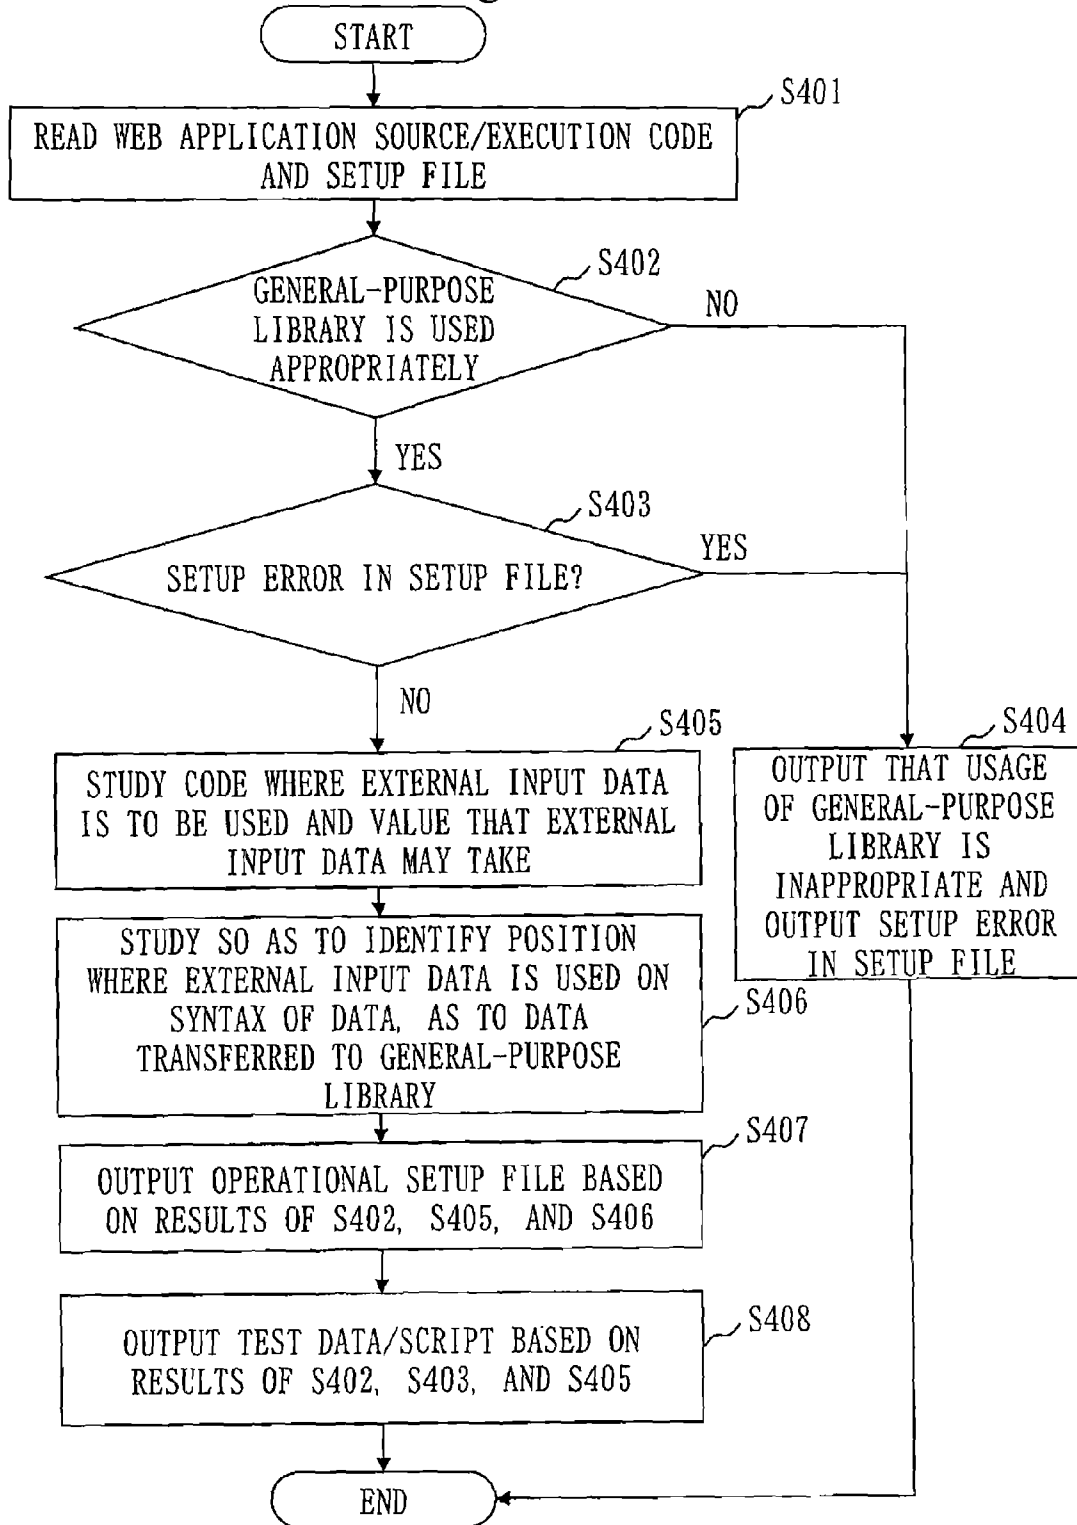 START
S401
READ WEB APPLICATION SOURCE/EXECUTION CODE
AND SETUP FILE
S402
GENERAL-PURPOSE
LIBRARY IS USED
APPROPRIATELY
NO
YES
S403
SETUP ERROR IN SETUP FILE?
YES
NO
S405
STUDY CODE WHERE EXTERNAL INPUT DATA
IS TO BE USED AND VALUE THAT EXTERNAL
INPUT DATA MAY TAKE
S404
OUTPUT THAT USAGE
OF GENERAL-PURPOSE
LIBRARY IS
INAPPROPRIATE AND
OUTPUT SETUP ERROR
IN SETUP FILE
STUDY SO AS TO IDENTIFY POSITION
WHERE EXTERNAL INPUT DATA IS USED ON
SYNTAX OF DATA, AS TO DATA
TRANSFERRED TO GENERAL-PURPOSE
LIBRARY
S406
S407
OUTPUT OPERATIONAL SETUP FILE BASED
ON RESULTS OF S402, S405, AND S406
S408
OUTPUT TEST DATA/SCRIPT BASED ON
RESULTS OF S402, S403, AND S405
END